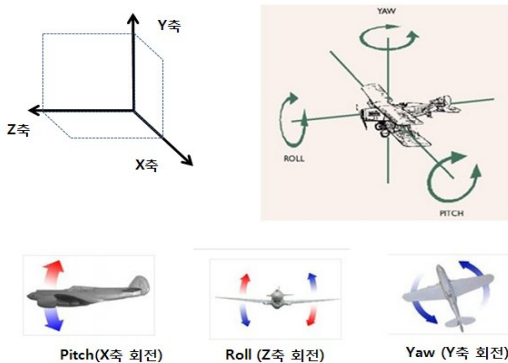 Y축
Z축
X축
YAW
ROLL
PITCH
Pitch(X축 회전)
Roll (Z축 회전)
Yaw (Y축 회전)